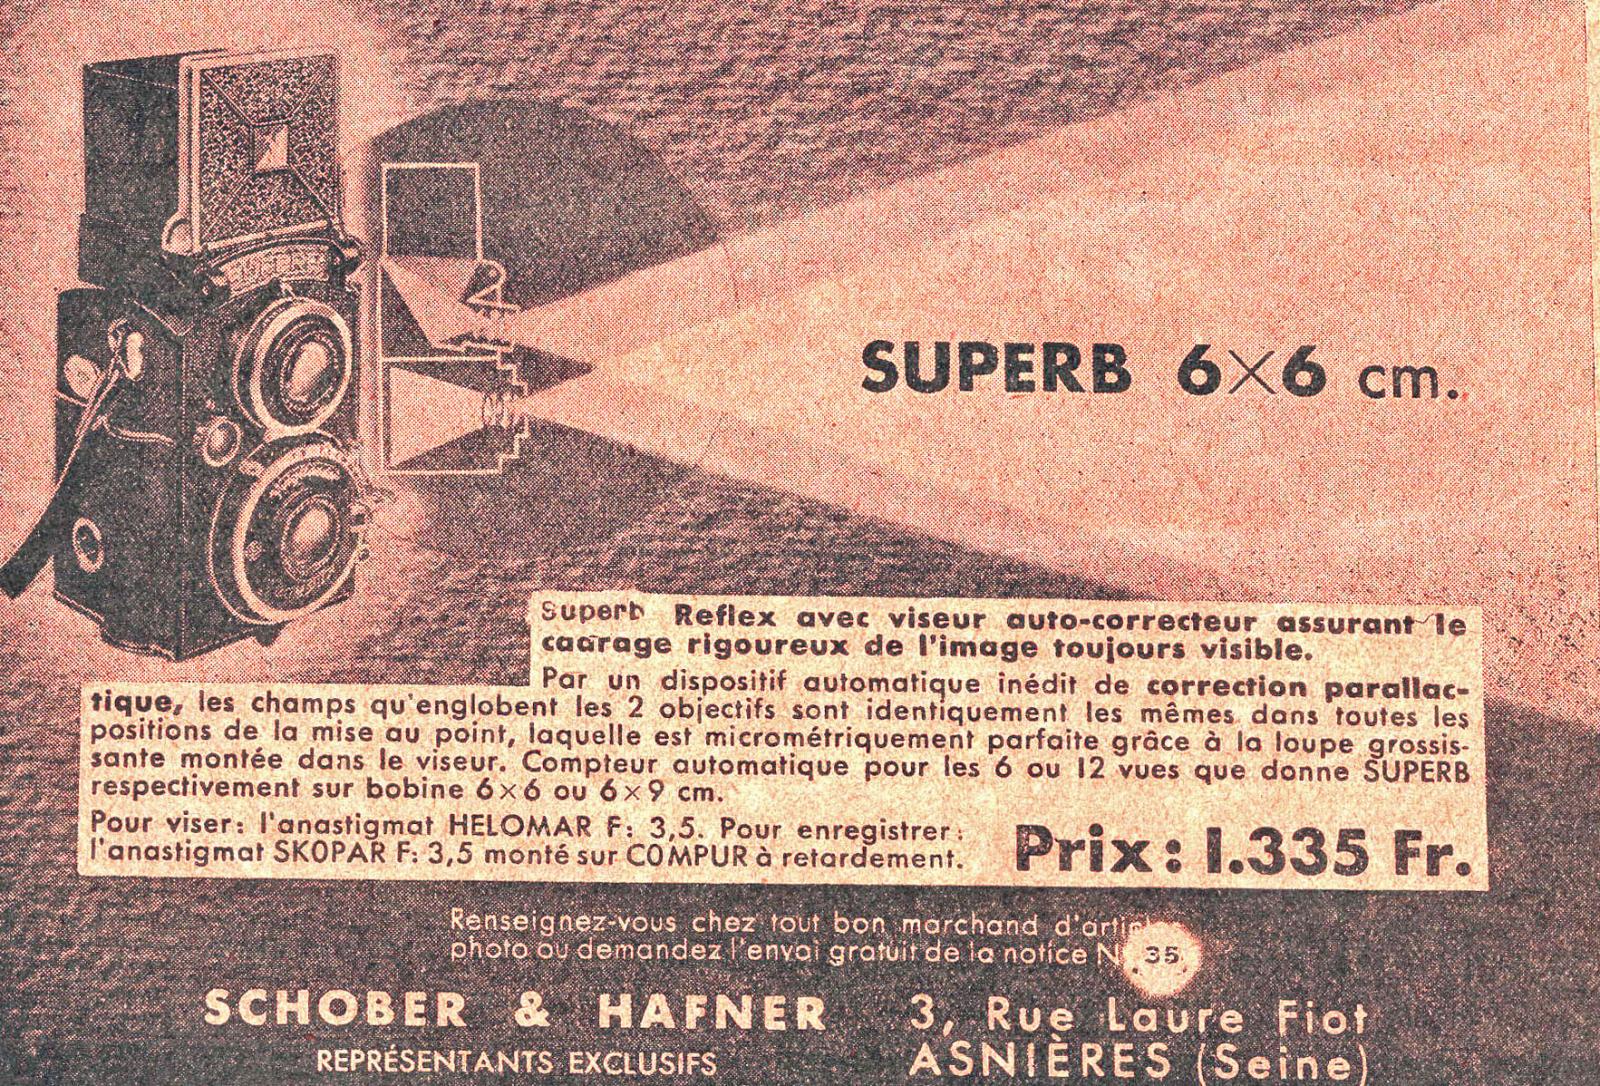 SUPERB 6×6 cm.
Superb Reflex avec viseur auto-correcteur assurant le
cadrage rigoureux de l'image toujours visible.
Par un dispositif automatique inédit de correction parallac-
tique, les champs qu'englobent les 2 objectifs sont identiquement les mêmes dans toutes les
positions de la mise au point, laquelle est micrométriquement parfaite grâce à la loupe grossis-
sante montée dans le viseur. Compteur automatique pour les 6 ou 12 vues que donne SUPERB
respectivement sur bobine 6×6 ou 6×9 cm.
Pour viser: l'anastigmat HELOMAR F: 3,5. Pour enregistrer:
l'anastigmat SKOPAR F: 3,5 monté sur COMPUR à retardement.
Prix: 1.335 Fr.
Renseignez-vous chez tout bon marchand d'artic
photo ou demandez l'envoi gratuit de la notice N 35
SCHOBER & HAFNER
REPRÉSENTANTS EXCLUSIFS
3, Rue Laure Fiot
ASNIÈRES (Seine)